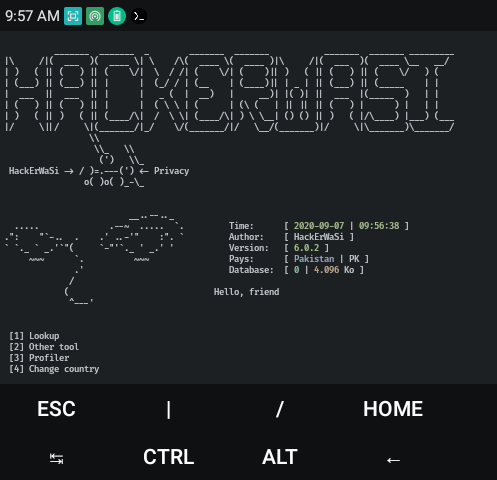 9:57 AM
HACKERWASI
HackErWaSi -> / )=.---(') <- Privacy
Time: [ 2020-09-07 | 09:56:38 ]
Author: [ HackErWaSi ]
Version: [ 6.0.2 ]
Pays: [ Pakistan | PK ]
Database: [ 0 | 4.096 Ko ]
Hello, friend
[1] Lookup
[2] Other tool
[3] Profiler
[4] Change country
ESC | / HOME
↹ CTRL ALT ←